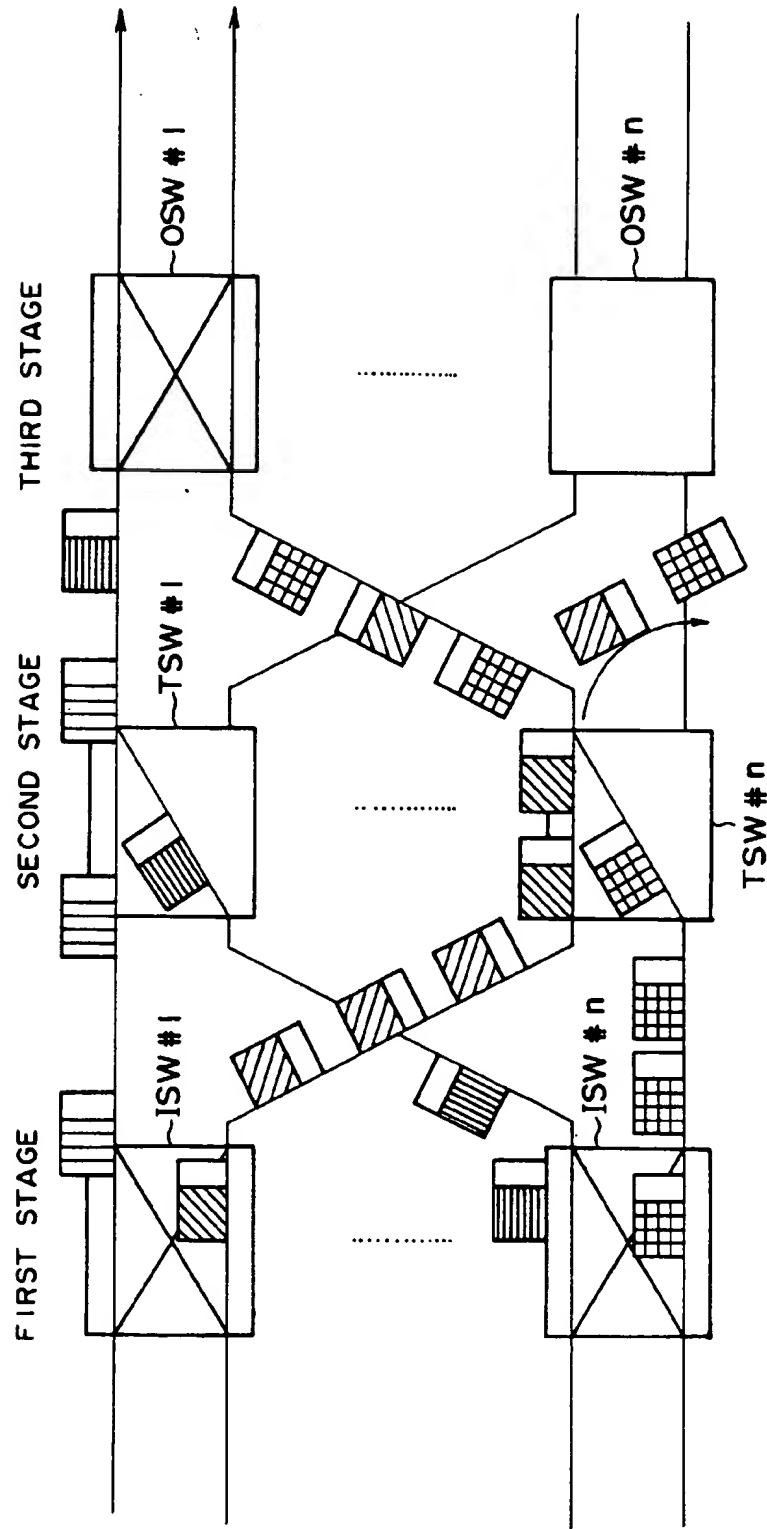 FIRST STAGE
SECOND STAGE
THIRD STAGE
ISW #1
TSW #1
OSW #1
ISW #n
TSW #n
OSW #n